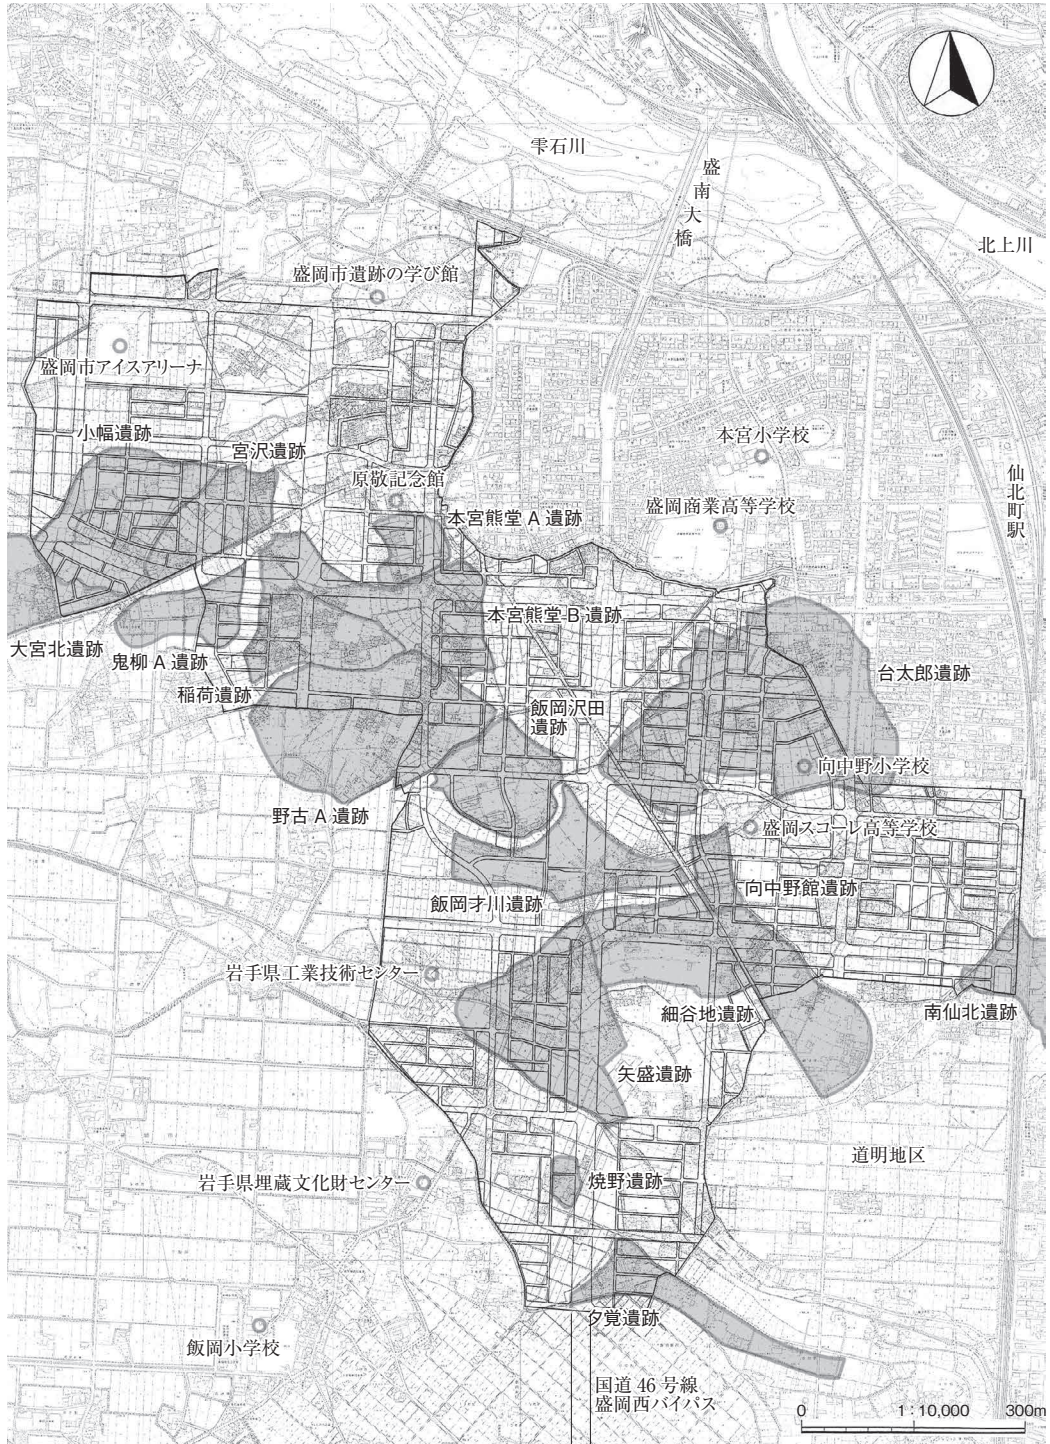 雫石川
盛南大橋
北上川
盛岡市遺跡の学び館
盛岡市アイスアリーナ
小幅遺跡
宮沢遺跡
本宮小学校
原敬記念館
盛岡商業高等学校
仙北町駅
本宮熊堂 A 遺跡
本宮熊堂 B 遺跡
大宮北遺跡
鬼柳 A 遺跡
稲荷遺跡
台太郎遺跡
飯岡沢田
遺跡
向中野小学校
野古 A 遺跡
盛岡スコーレ高等学校
飯岡才川遺跡
向中野館遺跡
岩手県工業技術センター
細谷地遺跡
南仙北遺跡
矢盛遺跡
道明地区
岩手県埋蔵文化財センター
焼野遺跡
夕覚遺跡
飯岡小学校
国道 46 号線
盛岡西バイパス
0 1:10,000 300m